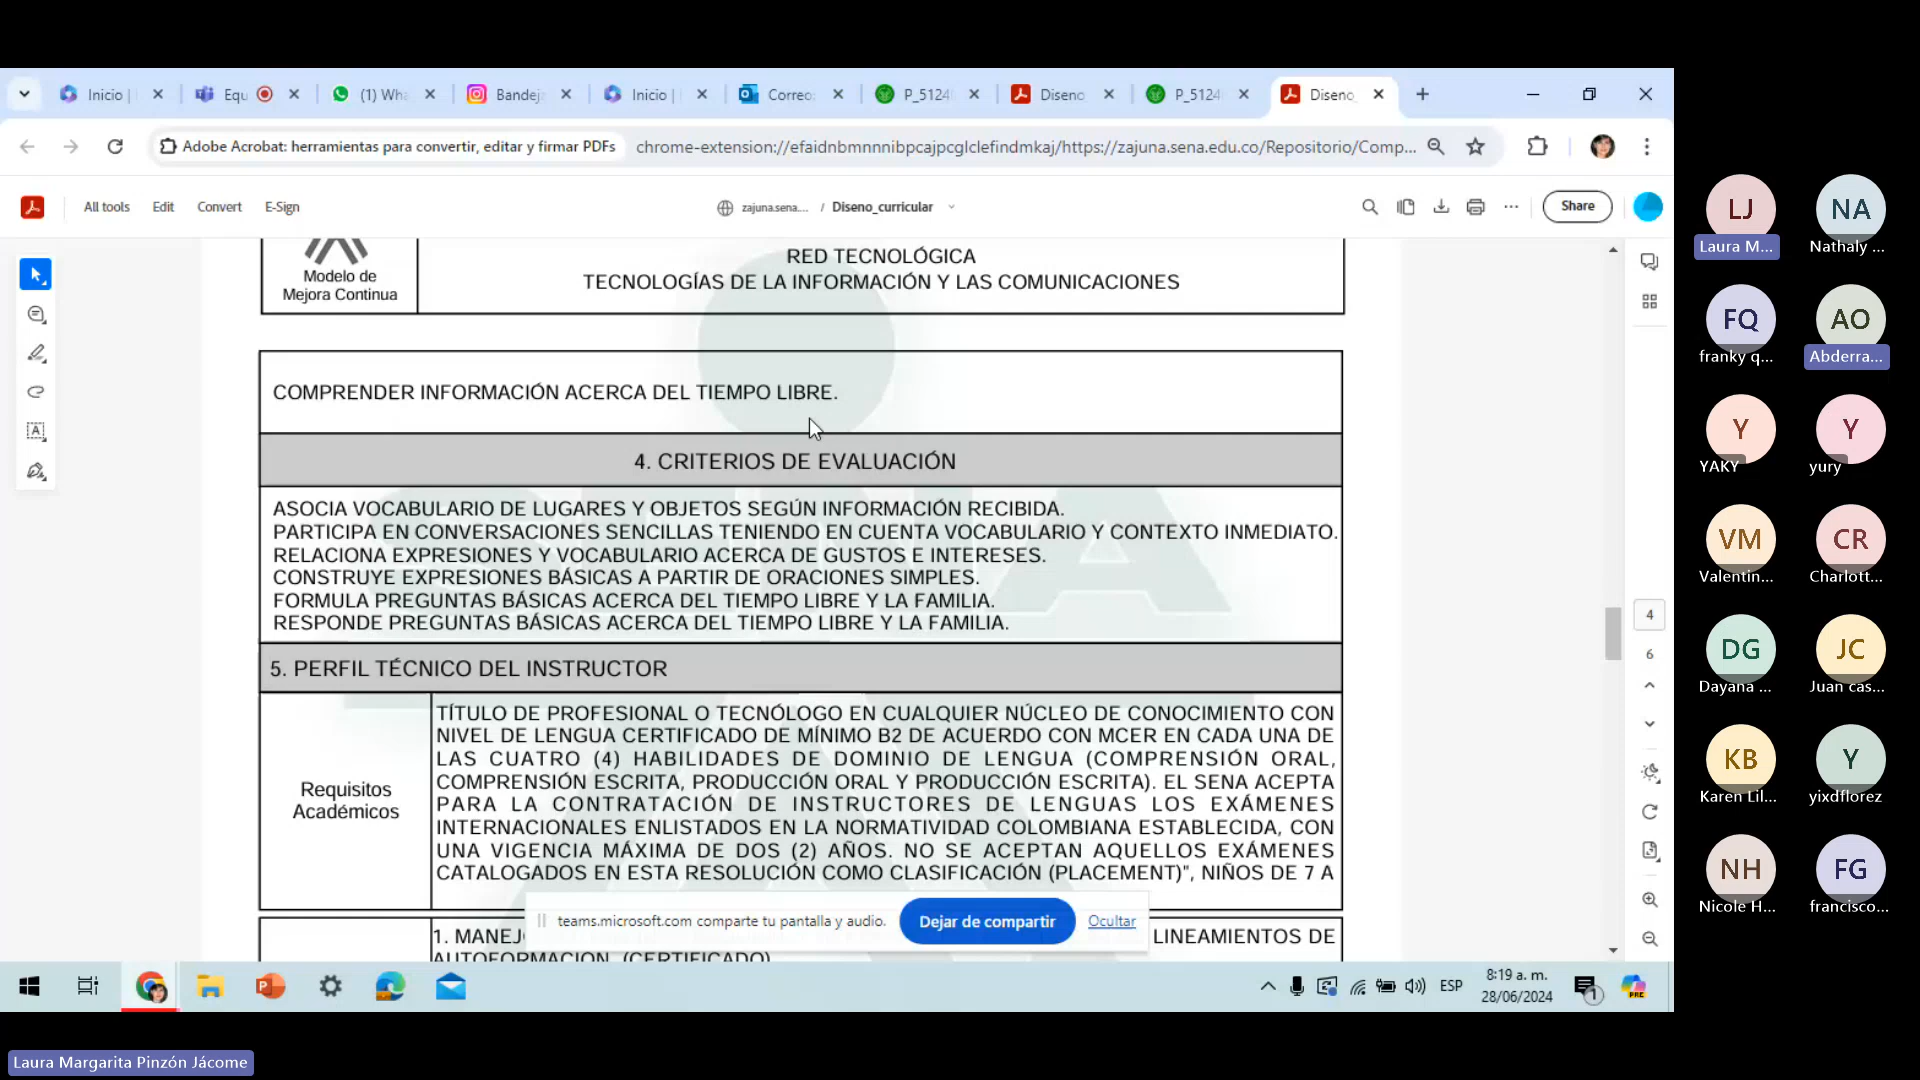 Inicio |
Equ
(1) Wha
Bandej
Inicio |
Correo:
P_5124
Diseno
P_5124
Diseno_
Adobe Acrobat: herramientas para convertir, editar y firmar PDFs
chrome-extension://efaidnbmnnnibpcajpcglclefindmkaj/https://zajuna.sena.edu.co/Repositorio/Comp...
All tools
Edit
Convert
E-Sign
zajuna.sena.... / Diseno_curricular
Share
Modelo de
Mejora Continua
RED TECNOLÓGICA
TECNOLOGÍAS DE LA INFORMACIÓN Y LAS COMUNICACIONES
COMPRENDER INFORMACIÓN ACERCA DEL TIEMPO LIBRE.
4. CRITERIOS DE EVALUACIÓN
ASOCIA VOCABULARIO DE LUGARES Y OBJETOS SEGÚN INFORMACIÓN RECIBIDA.
PARTICIPA EN CONVERSACIONES SENCILLAS TENIENDO EN CUENTA VOCABULARIO Y CONTEXTO INMEDIATO.
RELACIONA EXPRESIONES Y VOCABULARIO ACERCA DE GUSTOS E INTERESES.
CONSTRUYE EXPRESIONES BÁSICAS A PARTIR DE ORACIONES SIMPLES.
FORMULA PREGUNTAS BÁSICAS ACERCA DEL TIEMPO LIBRE Y LA FAMILIA.
RESPONDE PREGUNTAS BÁSICAS ACERCA DEL TIEMPO LIBRE Y LA FAMILIA.
5. PERFIL TÉCNICO DEL INSTRUCTOR
Requisitos
Académicos
TÍTULO DE PROFESIONAL O TECNÓLOGO EN CUALQUIER NÚCLEO DE CONOCIMIENTO CON
NIVEL DE LENGUA CERTIFICADO DE MÍNIMO B2 DE ACUERDO CON MCER EN CADA UNA DE
LAS CUATRO (4) HABILIDADES DE DOMINIO DE LENGUA (COMPRENSIÓN ORAL,
COMPRENSIÓN ESCRITA, PRODUCCIÓN ORAL Y PRODUCCIÓN ESCRITA). EL SENA ACEPTA
PARA LA CONTRATACIÓN DE INSTRUCTORES DE LENGUAS LOS EXÁMENES
INTERNACIONALES ENLISTADOS EN LA NORMATIVIDAD COLOMBIANA ESTABLECIDA, CON
UNA VIGENCIA MÁXIMA DE DOS (2) AÑOS. NO SE ACEPTAN AQUELLOS EXÁMENES
CATALOGADOS EN ESTA RESOLUCIÓN COMO CLASIFICACIÓN (PLACEMENT)", NIÑOS DE 7 A
1. MANEJ
LINEAMIENTOS DE
AUTOFORMACION. (CERTIFICADO)
teams.microsoft.com comparte tu pantalla y audio.
Dejar de compartir
Ocultar
4
6
ESP
8:19 a. m.
28/06/2024
1
PRE
LJ
Laura M...
NA
Nathaly ...
FQ
franky q...
AO
Abderra...
Y
YAKY
Y
yury
VM
Valentin...
CR
Charlott...
DG
Dayana ...
JC
Juan cas...
KB
Karen Lil...
Y
yixdflorez
NH
Nicole H...
FG
francisco...
Laura Margarita Pinzón Jácome
SENA